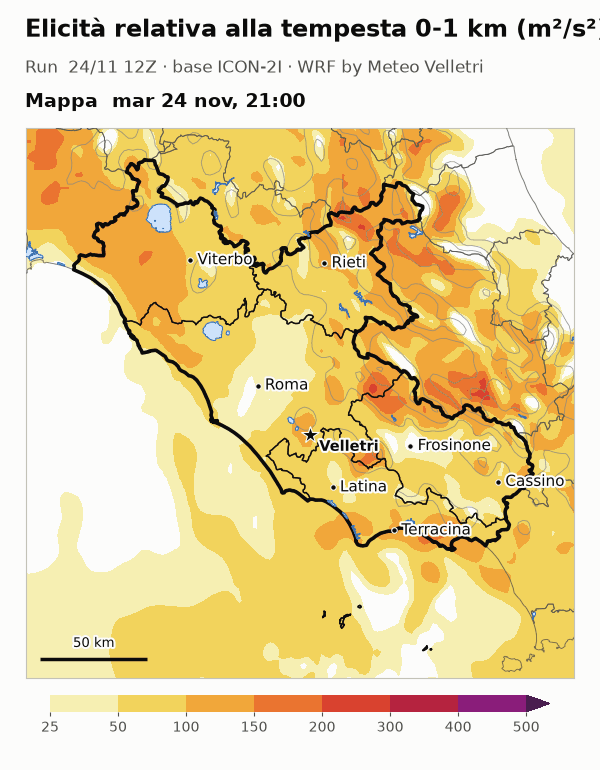 Elicità relativa alla tempesta 0-1 km (m²/s²)
Run 24/11 12Z · base ICON-2I · WRF by Meteo Velletri
Mappa mar 24 nov, 21:00
Viterbo
Rieti
Roma
Velletri
Frosinone
Latina
Cassino
Terracina
50 km
25 50 100 150 200 300 400 500